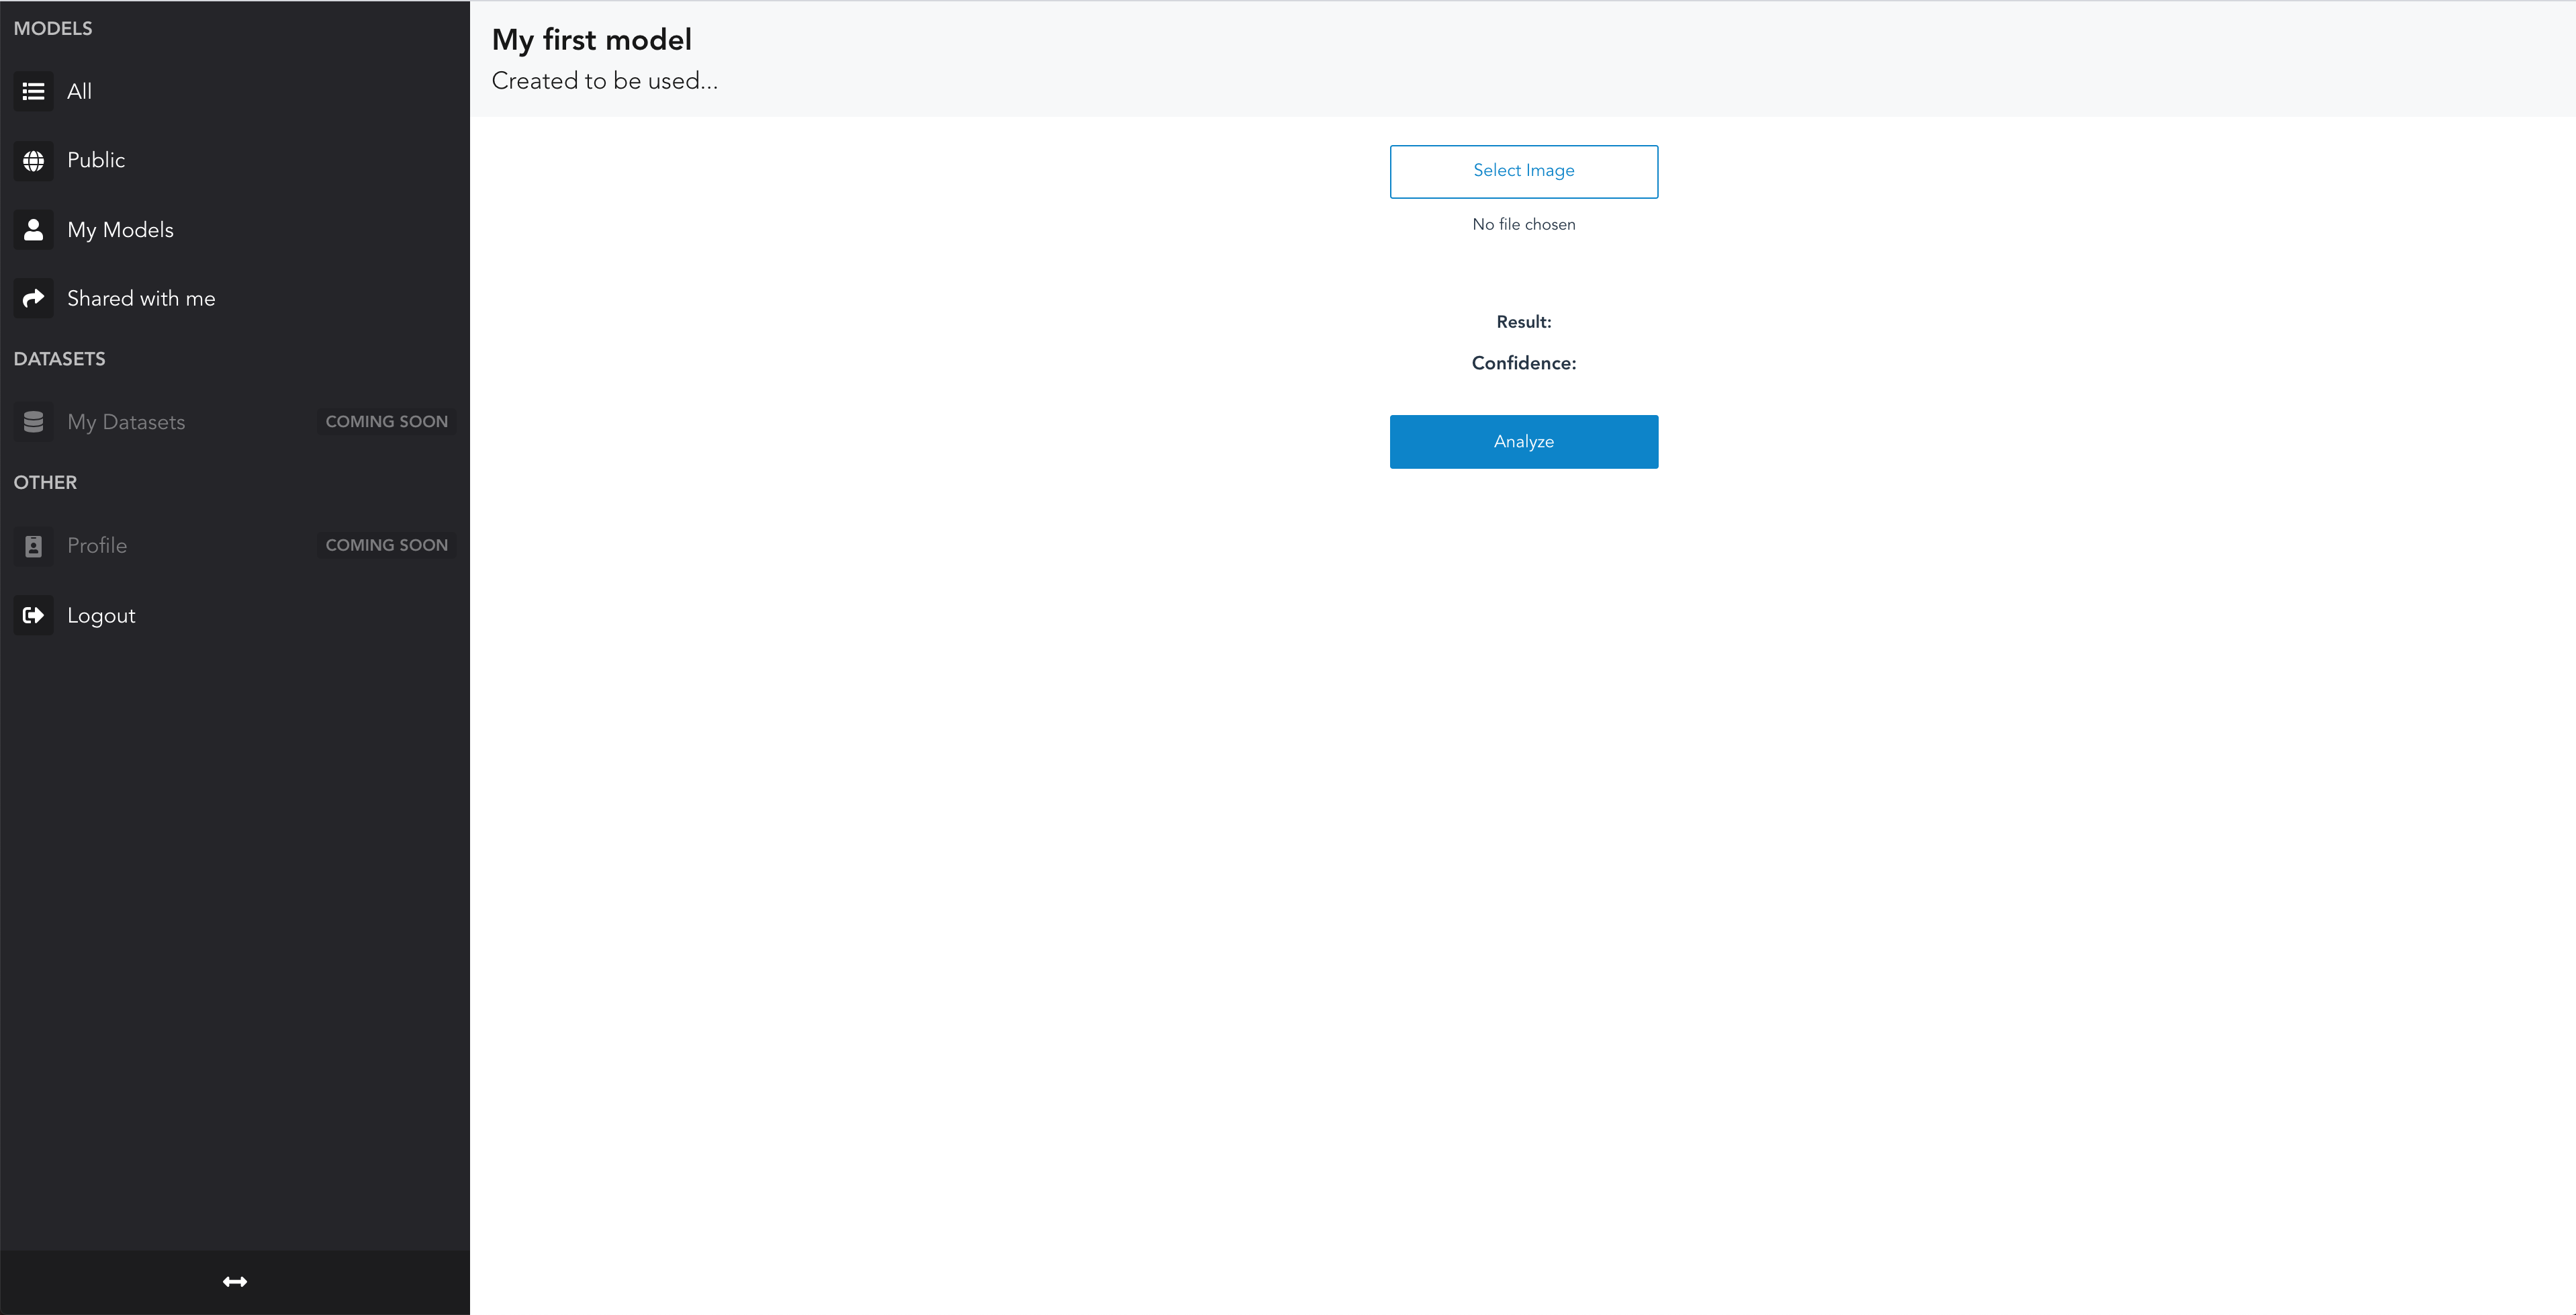 MODELS
All
Public
My Models
Shared with me
DATASETS
My Datasets COMING SOON
OTHER
Profile COMING SOON
Logout
My first model
Created to be used...
Select Image
No file chosen
Result:
Confidence:
Analyze